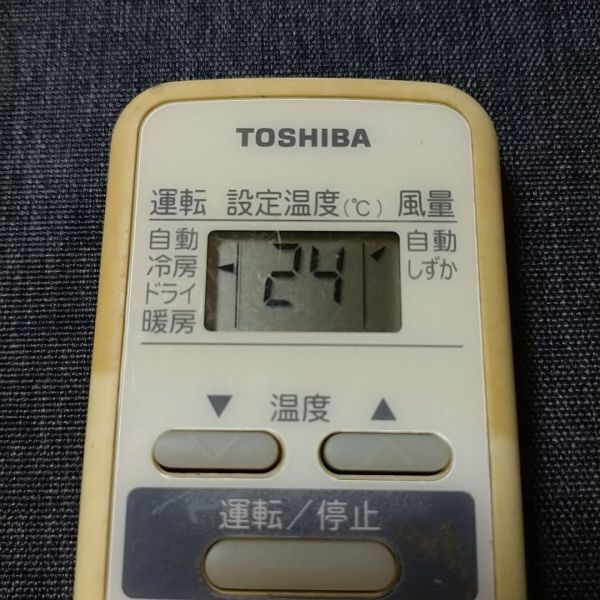 TOSHIBA
運転 設定温度(℃) 風量
自動 自動
冷房 24 しずか
ドライ
暖房
▼ 温度 ▲
運転/停止